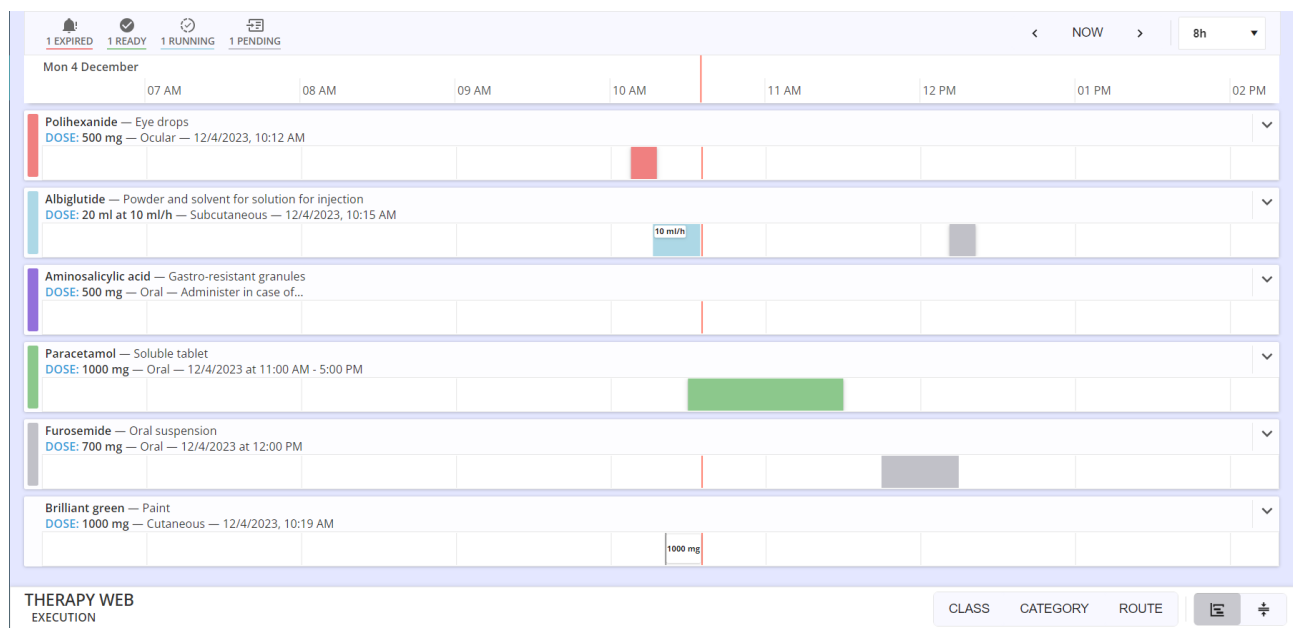 1 EXPIRED 1 READY 1 RUNNING 1 PENDING NOW 8h
Mon 4 December
07 AM 08 AM 09 AM 10 AM 11 AM 12 PM 01 PM 02 PM
Polihexanide — Eye drops
DOSE: 500 mg — Ocular — 12/4/2023, 10:12 AM
Albiglutide — Powder and solvent for solution for injection
DOSE: 20 ml at 10 ml/h — Subcutaneous — 12/4/2023, 10:15 AM
10 ml/h
Aminosalicylic acid — Gastro-resistant granules
DOSE: 500 mg — Oral — Administer in case of...
Paracetamol — Soluble tablet
DOSE: 1000 mg — Oral — 12/4/2023 at 11:00 AM - 5:00 PM
Furosemide — Oral suspension
DOSE: 700 mg — Oral — 12/4/2023 at 12:00 PM
Brilliant green — Paint
DOSE: 1000 mg — Cutaneous — 12/4/2023, 10:19 AM
1000 mg
THERAPY WEB
EXECUTION
CLASS CATEGORY ROUTE